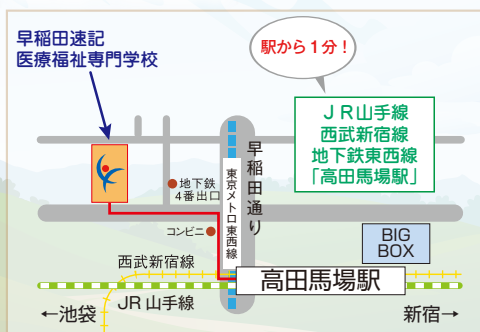 早稲田速記
医療福祉専門学校
駅から1分！
ＪＲ山手線
西武新宿線
地下鉄東西線
「高田馬場駅」
早稲田通り
東京メトロ東西線
地下鉄
4番出口
コンビニ
BIG
BOX
西武新宿線
高田馬場駅
JR山手線
←池袋
新宿→